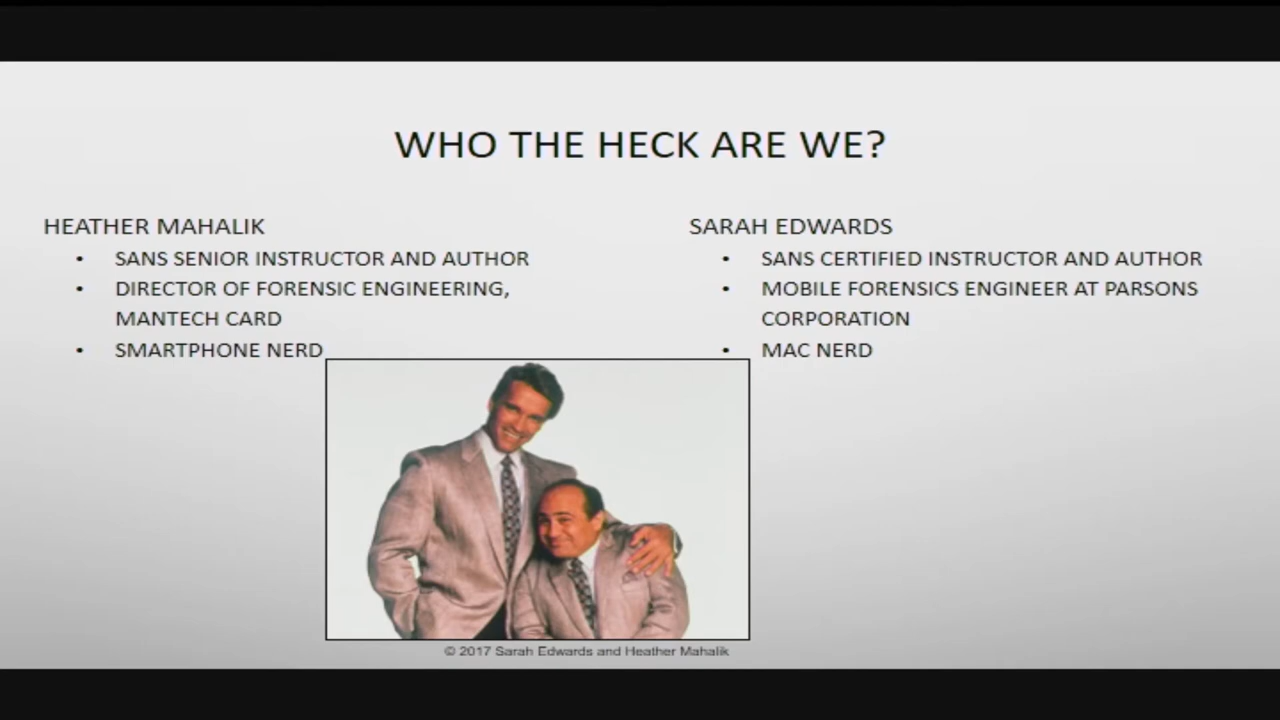 WHO THE HECK ARE WE?
HEATHER MAHALIK
• SANS SENIOR INSTRUCTOR AND AUTHOR
• DIRECTOR OF FORENSIC ENGINEERING,
MANTECH CARD
• SMARTPHONE NERD
SARAH EDWARDS
• SANS CERTIFIED INSTRUCTOR AND AUTHOR
• MOBILE FORENSICS ENGINEER AT PARSONS
CORPORATION
• MAC NERD
© 2017 Sarah Edwards and Heather Mahalik